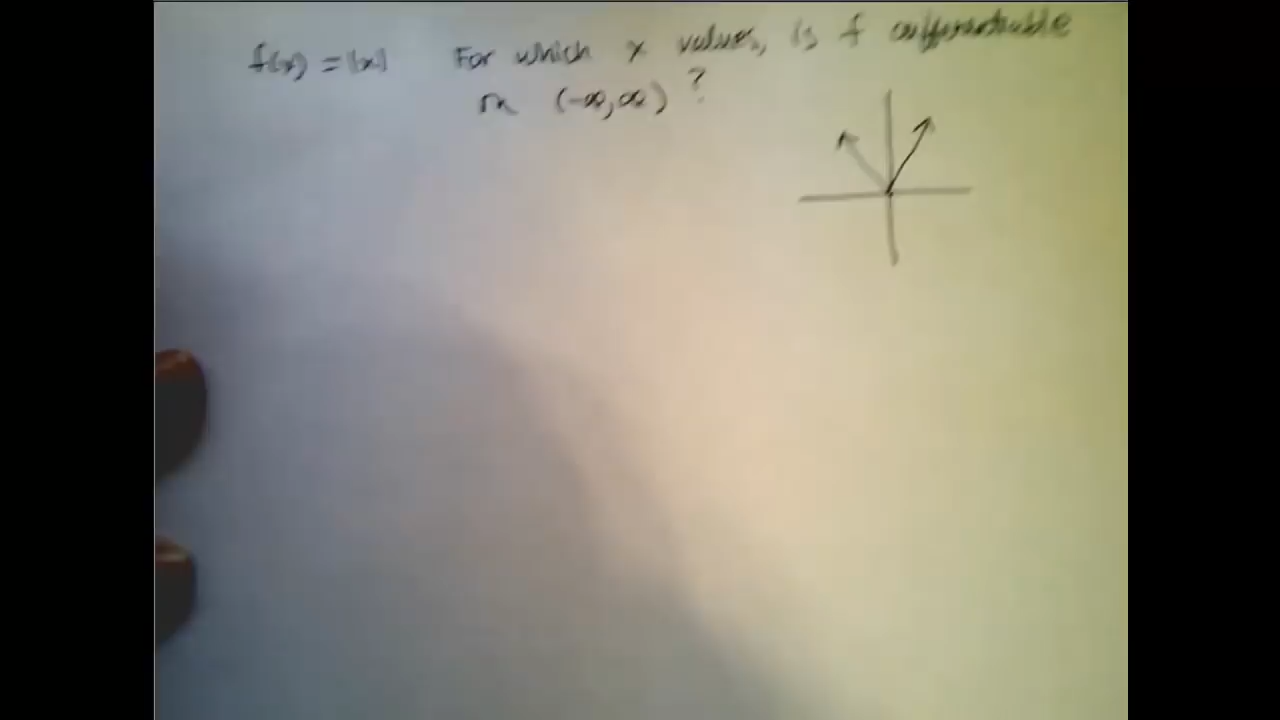 f(x) = |x| For which x values, is f differentiable
on (-∞,∞) ?